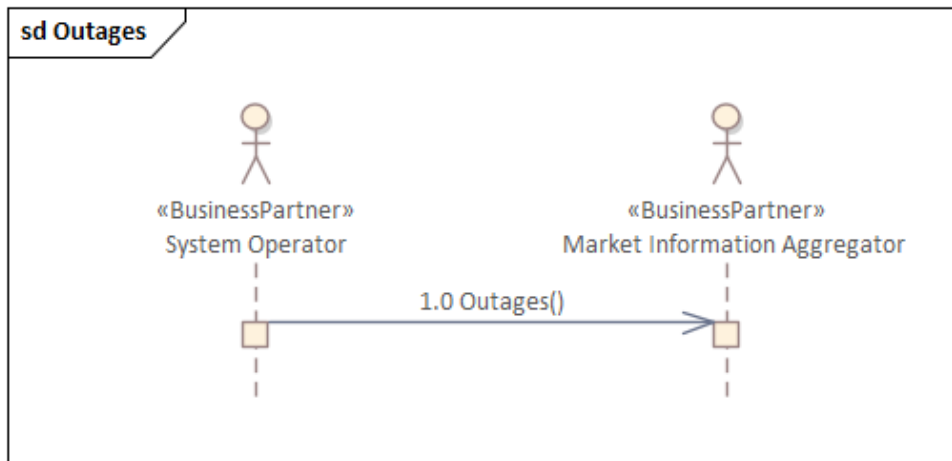 sd Outages
«BusinessPartner»
System Operator
«BusinessPartner»
Market Information Aggregator
1.0 Outages()